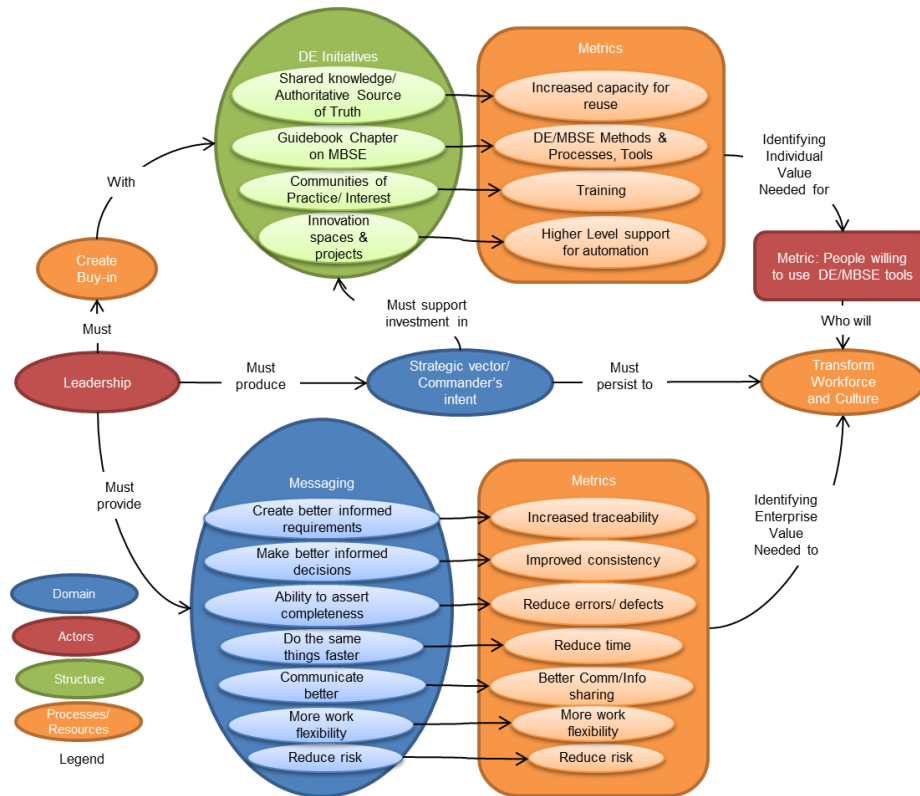 DE Initiatives
Shared knowledge/
Authoritative Source
of Truth
Guidebook Chapter
on MBSE
Communities of
Practice/ Interest
Innovation
spaces &
projects
Metrics
Increased capacity for
reuse
DE/MBSE Methods &
Processes, Tools
Training
Higher Level support
for automation
Identifying
Individual
Value
Needed for
With
Create
Buy-in
Must
Leadership
Must
produce
Must support
investment in
Strategic vector/
Commander's
intent
Must
persist to
Metric: People willing
to use DE/MBSE tools
Who will
Transform
Workforce
and Culture
Must
provide
Messaging
Create better informed
requirements
Make better informed
decisions
Ability to assert
completeness
Do the same
things faster
Communicate
better
More work
flexibility
Reduce risk
Metrics
Increased traceability
Improved consistency
Reduce errors/ defects
Reduce time
Better Comm/Info
sharing
More work
flexibility
Reduce risk
Identifying
Enterprise
Value
Needed to
Domain
Actors
Structure
Processes/
Resources
Legend